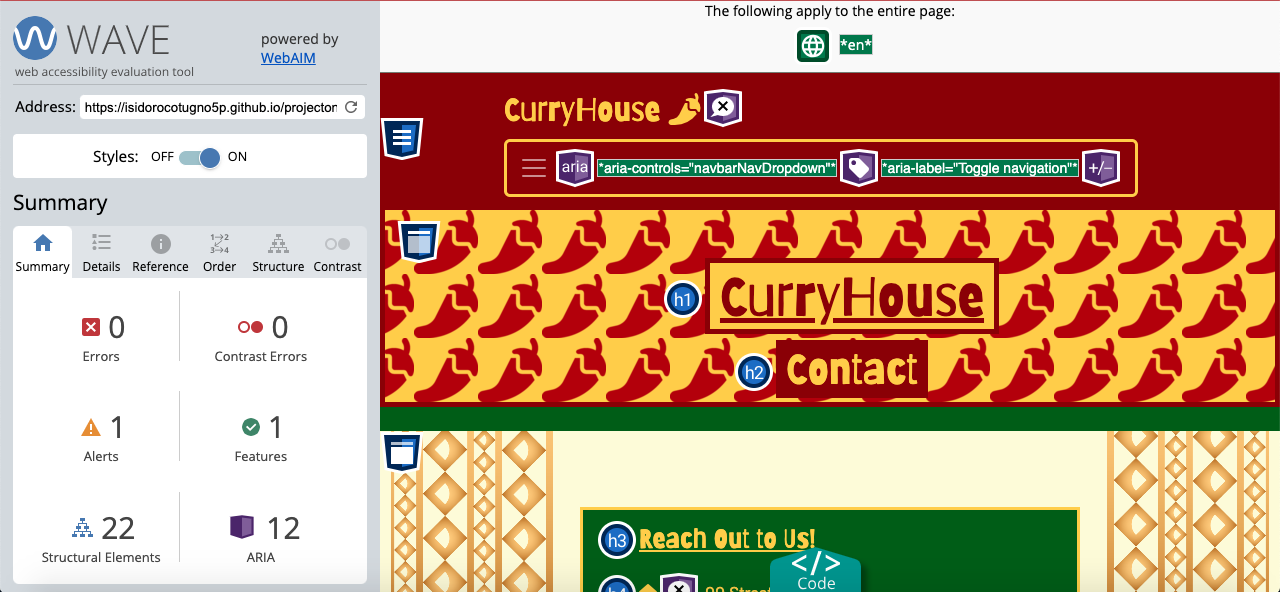 WAVE
powered by
WebAIM
web accessibility evaluation tool
Address: https://isidorocotugno5p.github.io/projecton
Styles: OFF ON
Summary
Summary Details Reference Order Structure Contrast
0 0
Errors Contrast Errors
1 1
Alerts Features
22 12
Structural Elements ARIA
The following apply to the entire page:
*en*
CurryHouse
aria *aria-controls="navbarNavDropdown"* *aria-label="Toggle navigation"* +/−
h1 CurryHouse
h2 Contact
h3 Reach Out to Us!
</>
Code